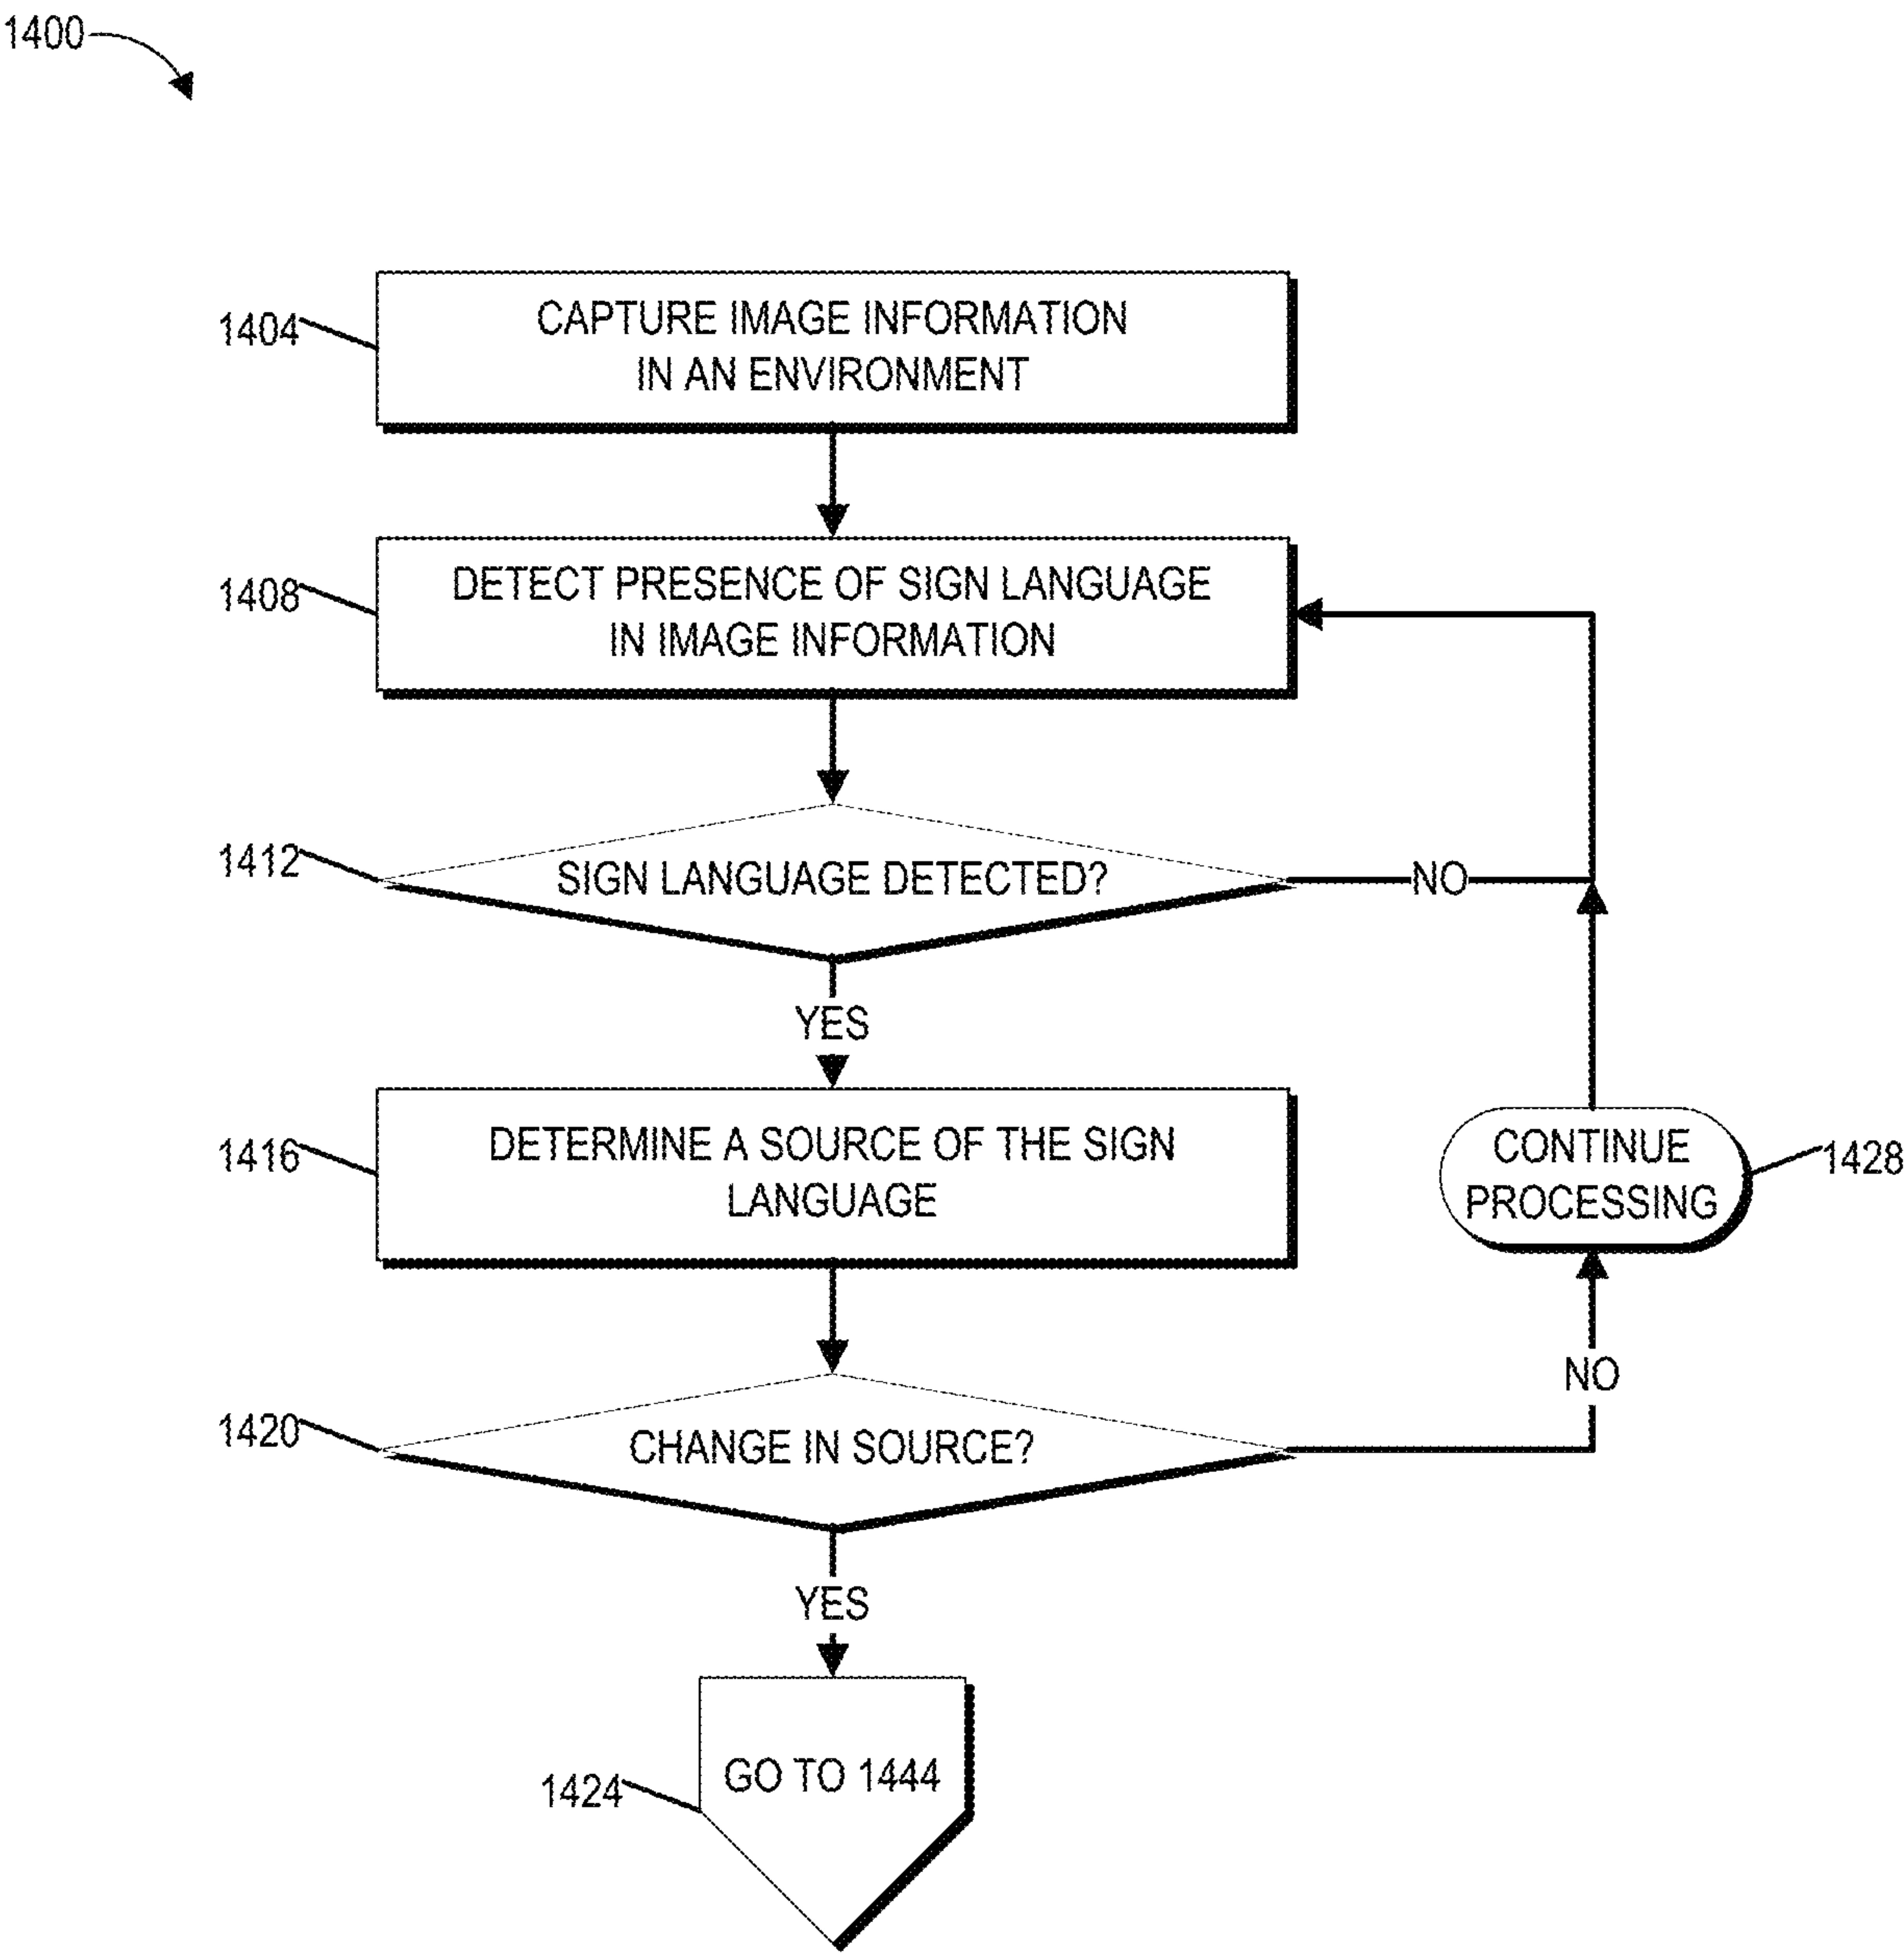 1400
1404
CAPTURE IMAGE INFORMATION
IN AN ENVIRONMENT
1408
DETECT PRESENCE OF SIGN LANGUAGE
IN IMAGE INFORMATION
1412
SIGN LANGUAGE DETECTED?
NO
YES
1416
DETERMINE A SOURCE OF THE SIGN
LANGUAGE
CONTINUE
PROCESSING
1428
1420
CHANGE IN SOURCE?
NO
YES
1424
GO TO 1444